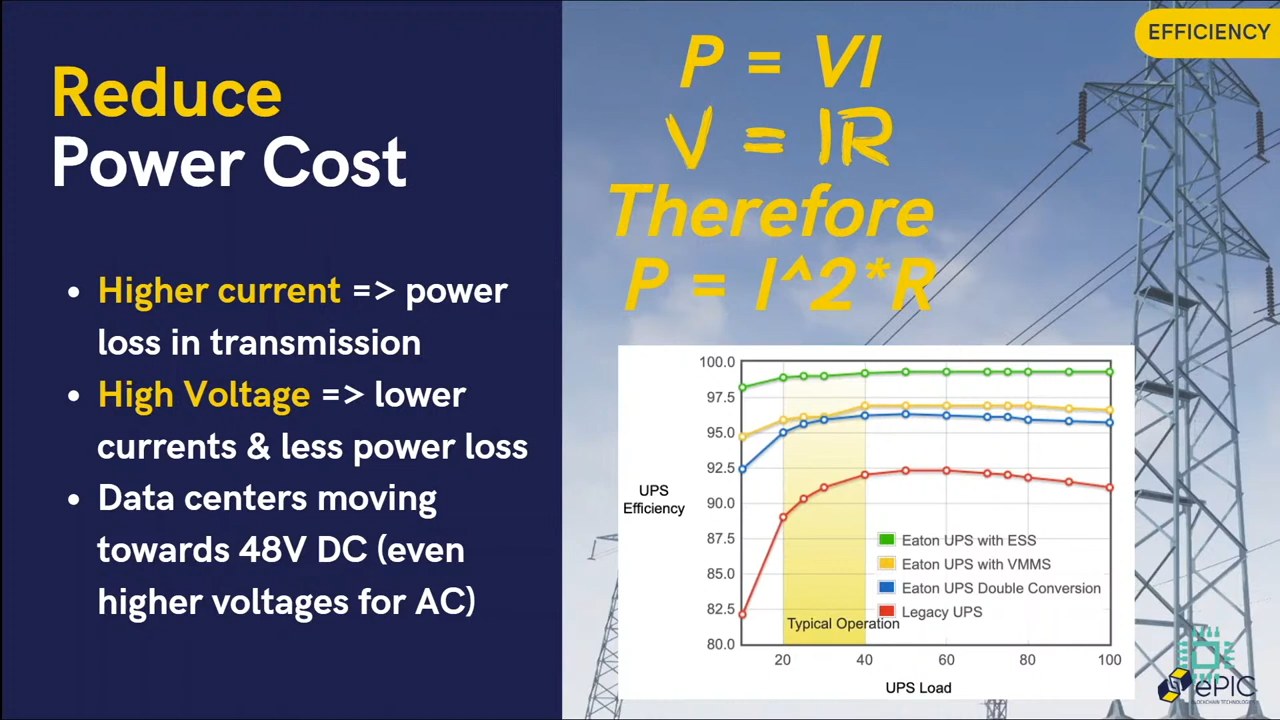 Reduce
Power Cost
Higher current => power
loss in transmission
High Voltage => lower
currents & less power loss
Data centers moving
towards 48V DC (even
higher voltages for AC)
EFFICIENCY
P = VI
V = IR
Therefore
P = I^2*R
100.0
97.5
95.0
92.5
90.0
87.5
85.0
82.5
80.0
UPS
Efficiency
Eaton UPS with ESS
Eaton UPS with VMMS
Eaton UPS Double Conversion
Legacy UPS
Typical Operation
20 40 60 80 100
UPS Load
ePIC
BLOCKCHAIN TECHNOLOGIES